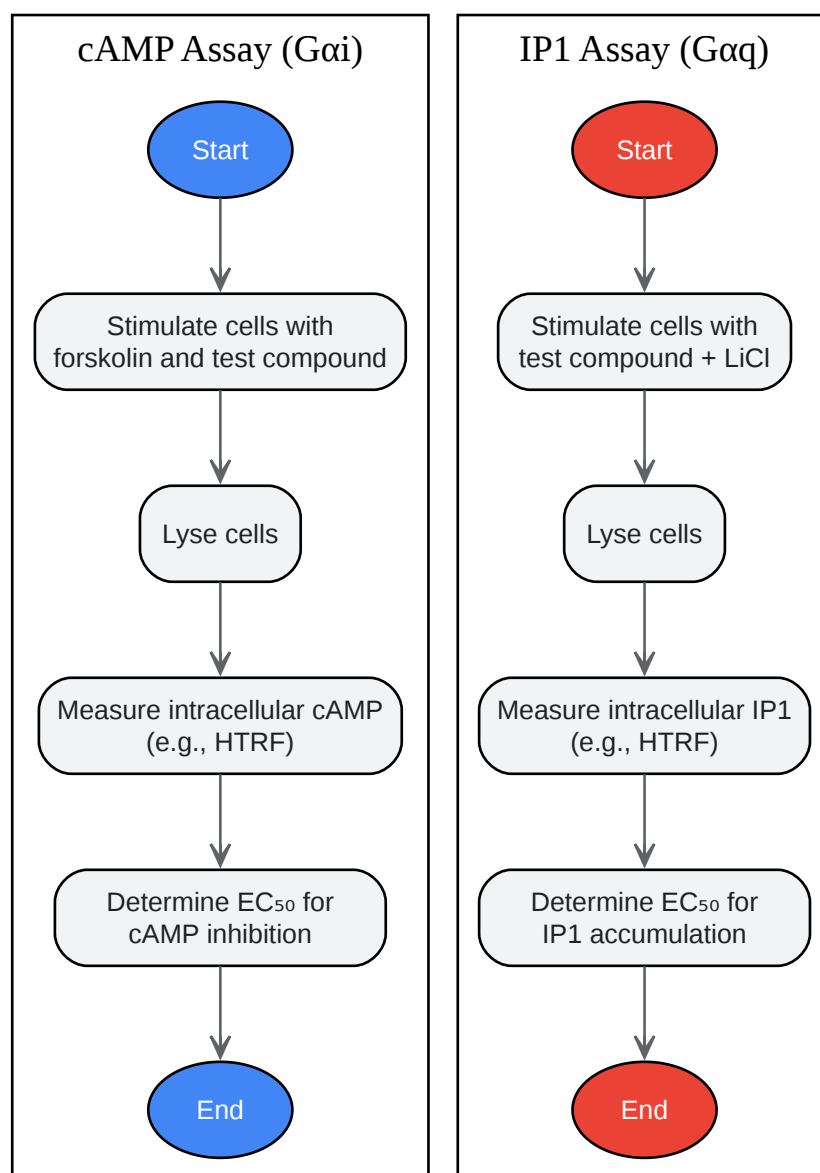 cAMP Assay (Gαi)
Start
Stimulate cells with
forskolin and test compound
Lyse cells
Measure intracellular cAMP
(e.g., HTRF)
Determine EC₅₀ for
cAMP inhibition
End
IP1 Assay (Gαq)
Start
Stimulate cells with
test compound + LiCl
Lyse cells
Measure intracellular IP1
(e.g., HTRF)
Determine EC₅₀ for
IP1 accumulation
End